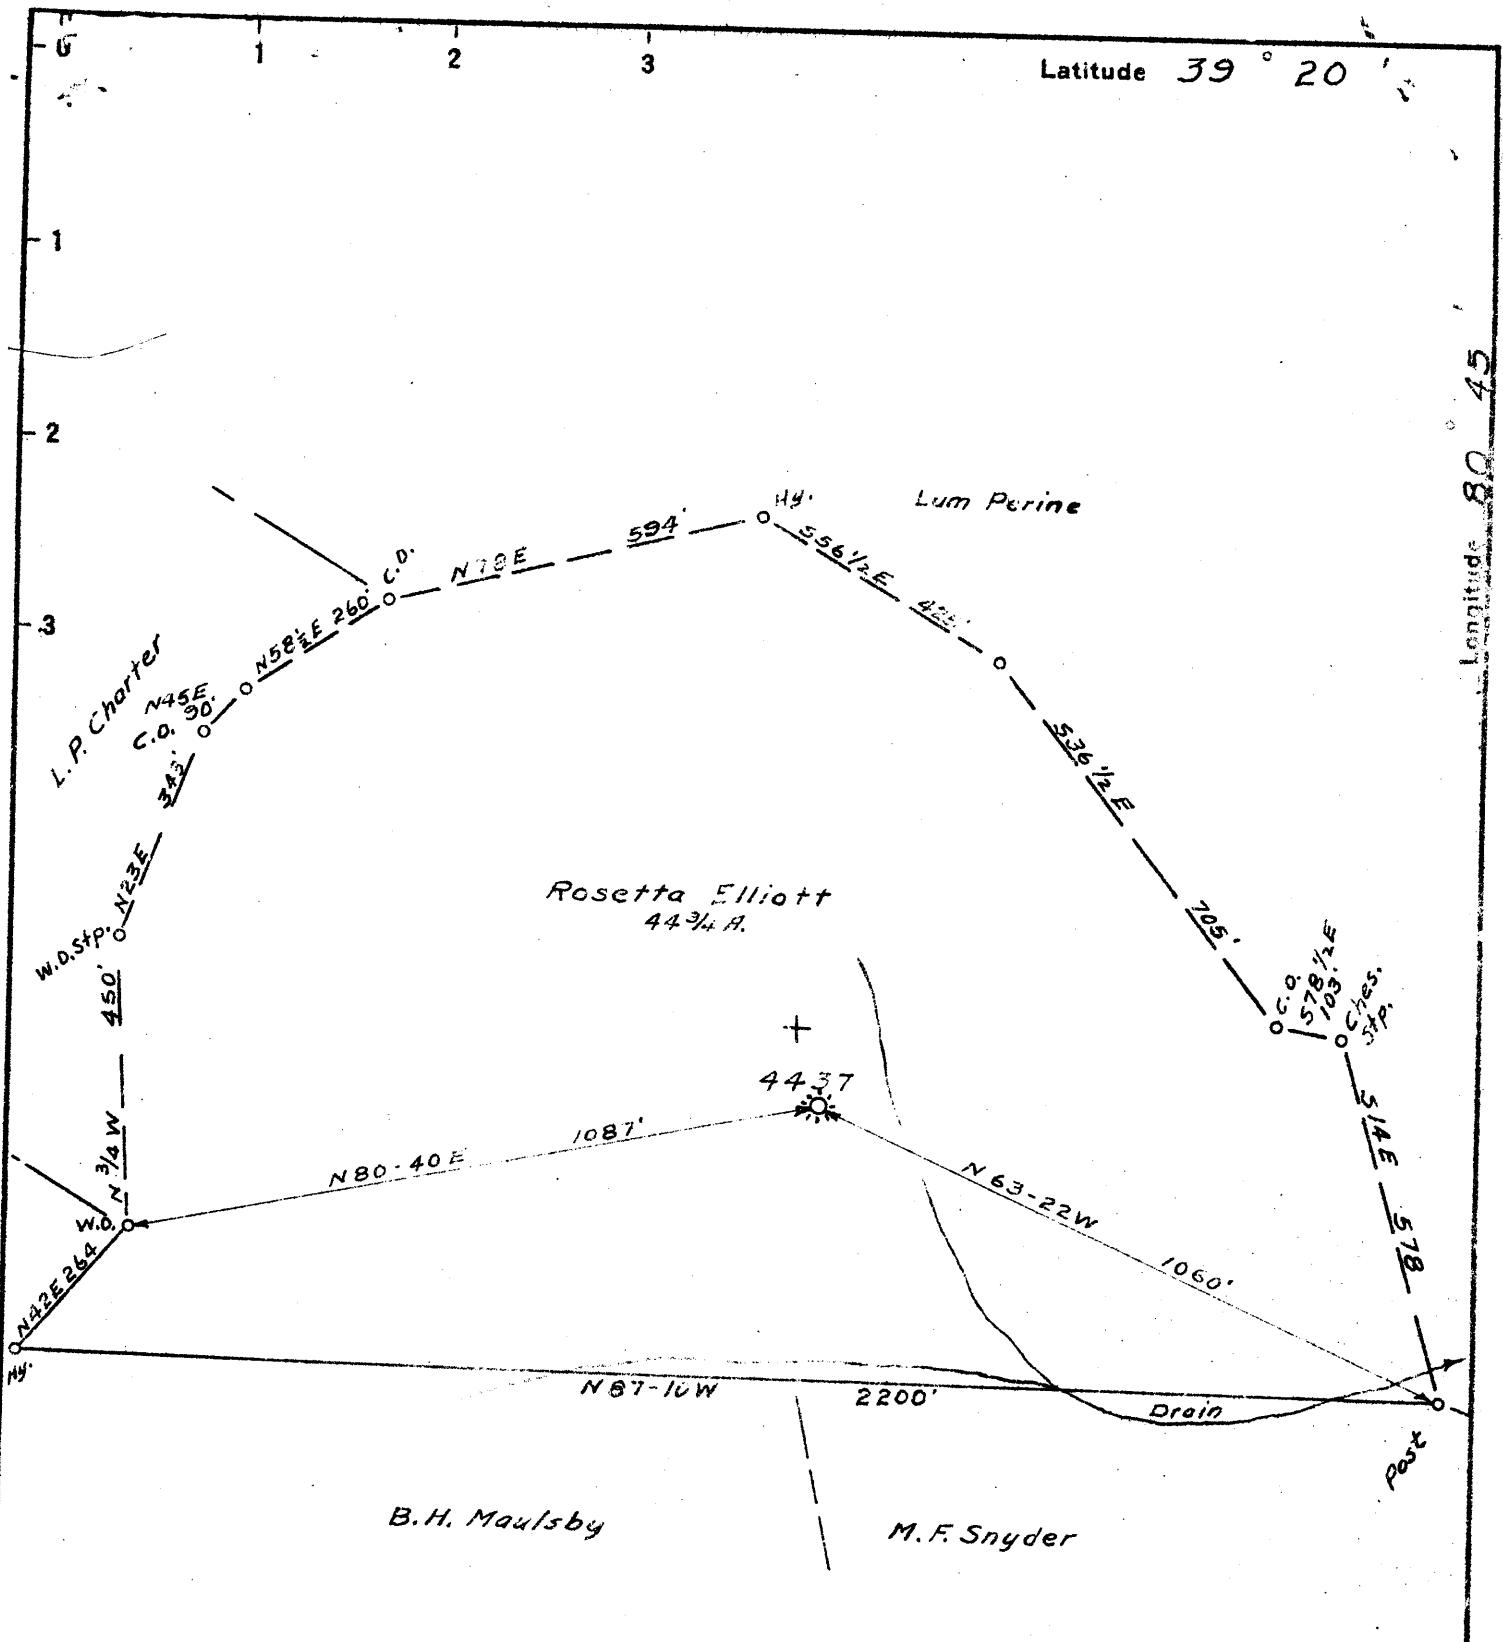 0 1 2 3
Latitude 39° 20'
1
2
3
Longitude 80° 45'
Hy.
Lum Perine
S56½E
N78E 594'
C.O.
N58½E 260'
N45E
C.O. 90'
L. P. Charter
N23E
W.O. Stp.
450'
N¾W
S36½E
705'
Rosetta Elliott
44¾ A.
C.O.
S78½E
103'
Ches.
Stp.
4437
N80-40E 1087'
N63-22W
1060'
S14E 578
W.O.
N42E 264
Hy.
N87-10W 2200'
Drain
Post
B.H. Maulsby
M.F. Snyder